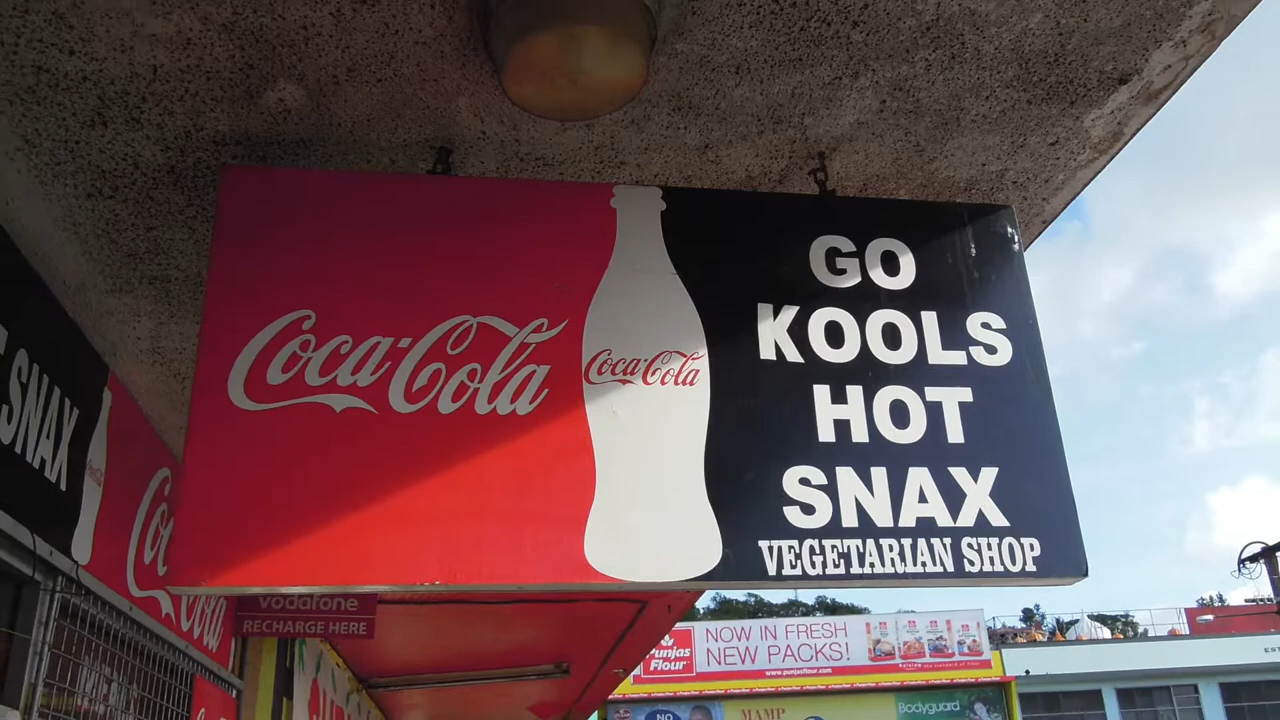 Coca-Cola
Coca-Cola
GO
KOOLS
HOT
SNAX
VEGETARIAN SHOP
SNAX
Coca-Cola
vodafone
RECHARGE HERE
Punjas
Flour
NOW IN FRESH
NEW PACKS!
www.punjasflour.com
NO
MAMP
Bodyguard